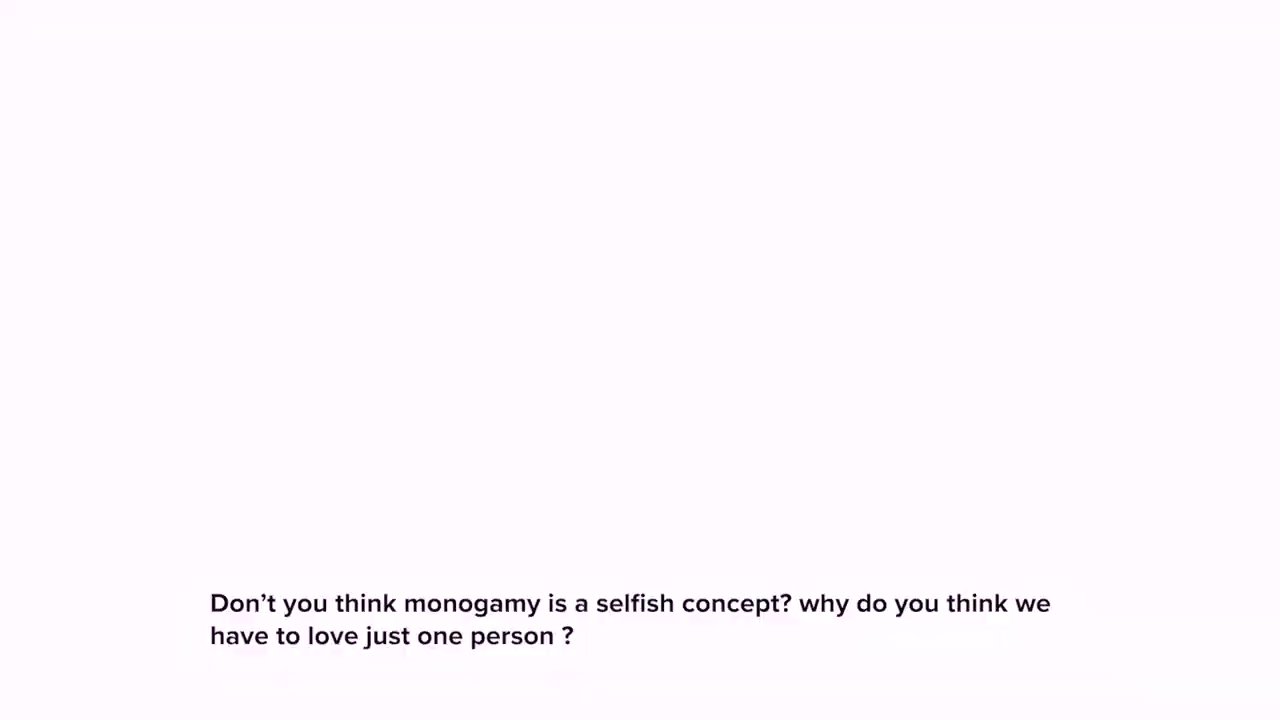 Don’t you think monogamy is a selfish concept? why do you think we
have to love just one person ?